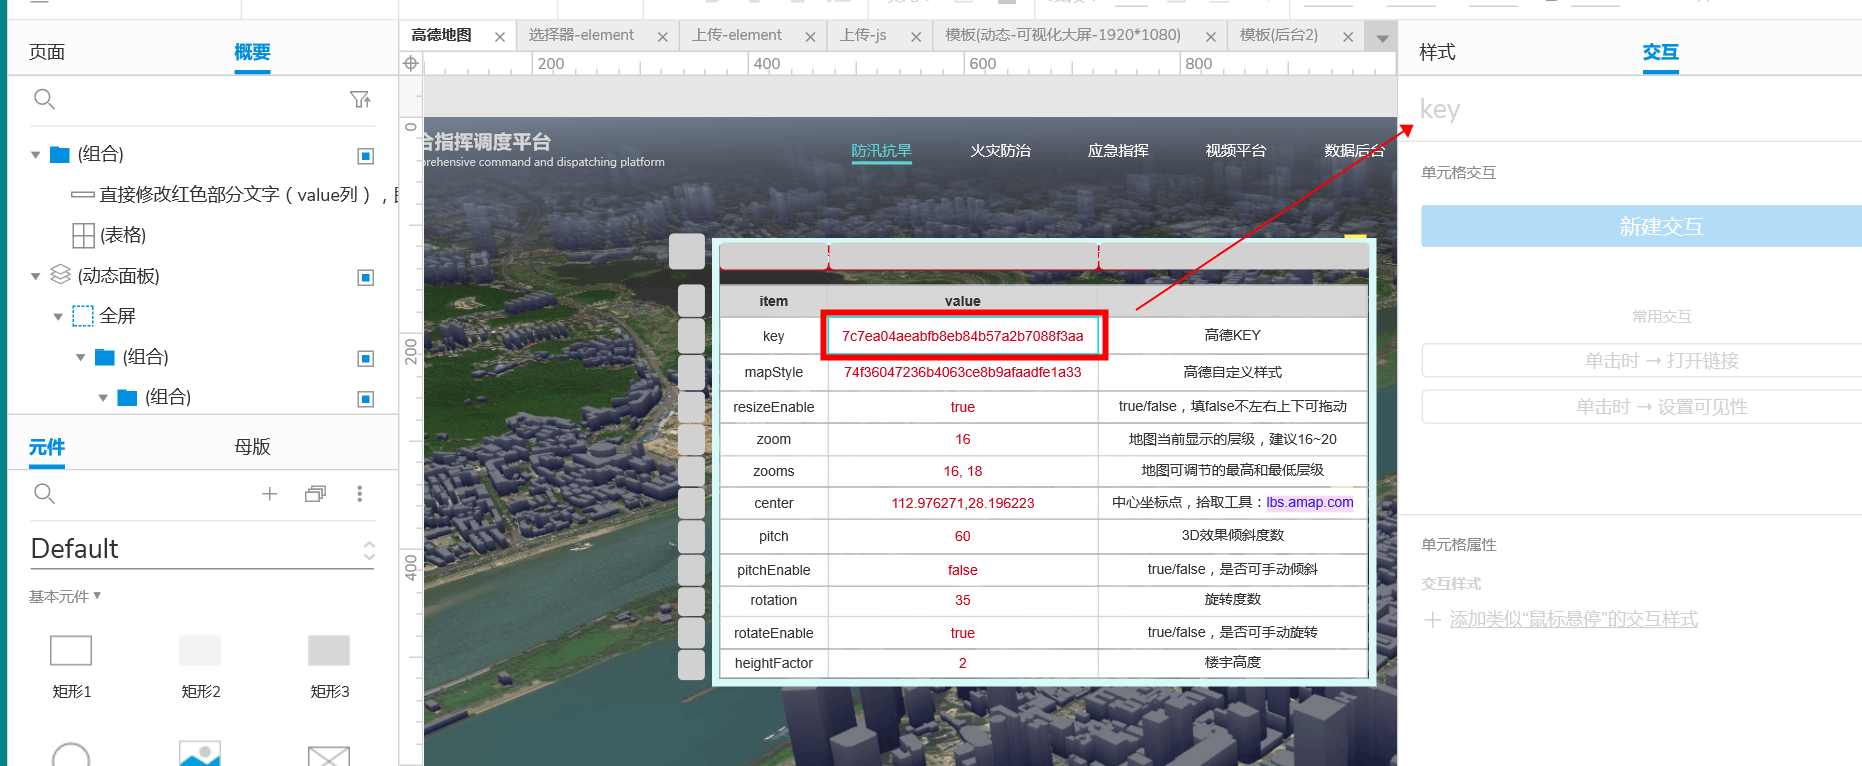 页面
概要
高德地图
选择器-element
上传-element
上传-js
模板(动态-可视化大屏-1920*1080)
模板(后台2)
样式
交互
200
400
600
800
key
(组合)
直接修改红色部分文字（value列）,
(表格)
(动态面板)
全屏
(组合)
(组合)
0
200
400
合指挥调度平台
prehensive command and dispatching platform
防汛抗旱
火灾防治
应急指挥
视频平台
数据后台
item
value
key
7c7ea04aeabfb8eb84b57a2b7088f3aa
高德KEY
mapStyle
74f36047236b4063ce8b9afaadfe1a33
高德自定义样式
resizeEnable
true
true/false，填false不左右上下可拖动
zoom
16
地图当前显示的层级，建议16~20
zooms
16, 18
地图可调节的最高和最低层级
center
112.976271,28.196223
中心坐标点，拾取工具：lbs.amap.com
pitch
60
3D效果倾斜度数
pitchEnable
false
true/false，是否可手动倾斜
rotation
35
旋转度数
rotateEnable
true
true/false，是否可手动旋转
heightFactor
2
楼宇高度
元件
母版
Default
基本元件
矩形1
矩形2
矩形3
单元格交互
新建交互
常用交互
单击时 → 打开链接
单击时 → 设置可见性
单元格属性
交互样式
添加类似“鼠标悬停”的交互样式